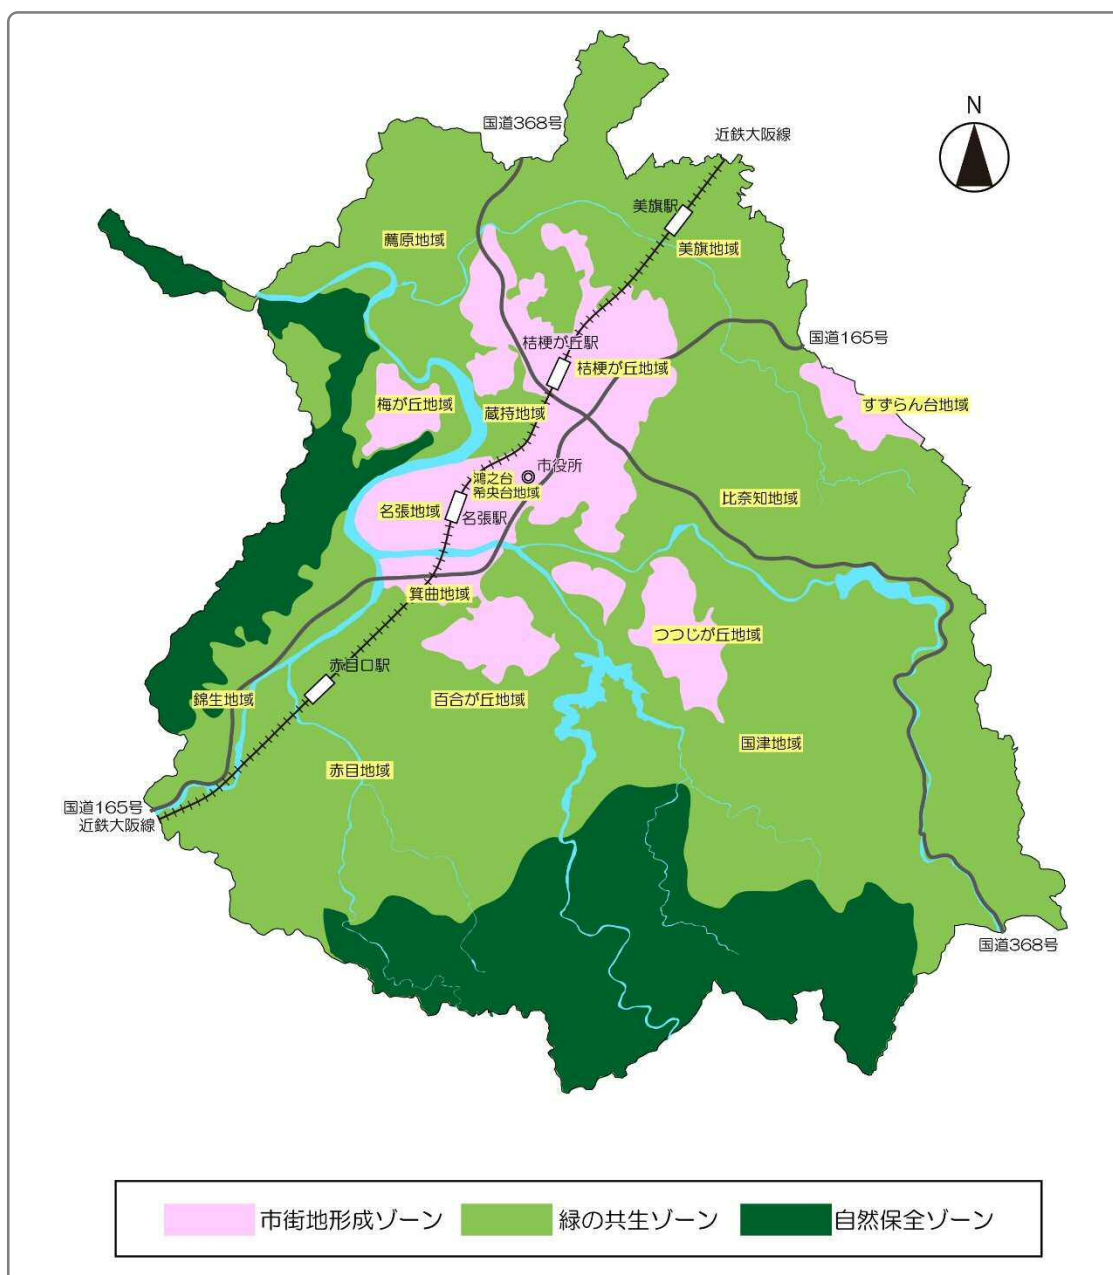 N
国道368号
近鉄大阪線
美旗駅
薦原地域
美旗地域
国道165号
桔梗が丘駅
桔梗が丘地域
梅が丘地域
蔵持地域
すずらん台地域
市役所
鴻之台
希央台地域
名張地域
名張駅
比奈知地域
箕曲地域
つつじが丘地域
赤目口駅
錦生地域
百合が丘地域
国津地域
赤目地域
国道165号
近鉄大阪線
国道368号
市街地形成ゾーン
緑の共生ゾーン
自然保全ゾーン